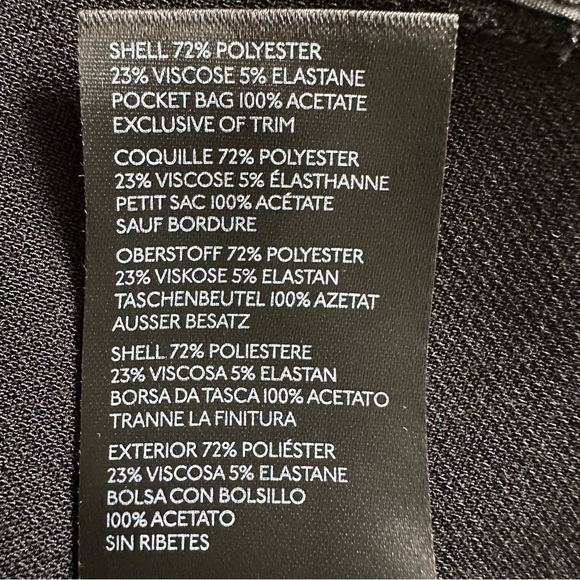 SHELL 72% POLYESTER
23% VISCOSE 5% ELASTANE
POCKET BAG 100% ACETATE
EXCLUSIVE OF TRIM
COQUILLE 72% POLYESTER
23% VISCOSE 5% ÉLASTHANNE
PETIT SAC 100% ACÉTATE
SAUF BORDURE
OBERSTOFF 72% POLYESTER
23% VISKOSE 5% ELASTAN
TASCHENBEUTEL 100% AZETAT
AUSSER BESATZ
SHELL 72% POLIESTERE
23% VISCOSA 5% ELASTAN
BORSA DA TASCA 100% ACETATO
TRANNE LA FINITURA
EXTERIOR 72% POLIÉSTER
23% VISCOSA 5% ELASTANE
BOLSA CON BOLSILLO
100% ACETATO
SIN RIBETES